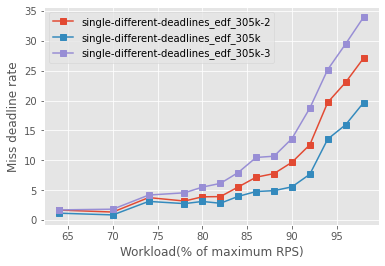 single-different-deadlines_edf_305k-2
single-different-deadlines_edf_305k
single-different-deadlines_edf_305k-3
Miss deadline rate
35
30
25
20
15
10
5
0
65 70 75 80 85 90 95
Workload(% of maximum RPS)